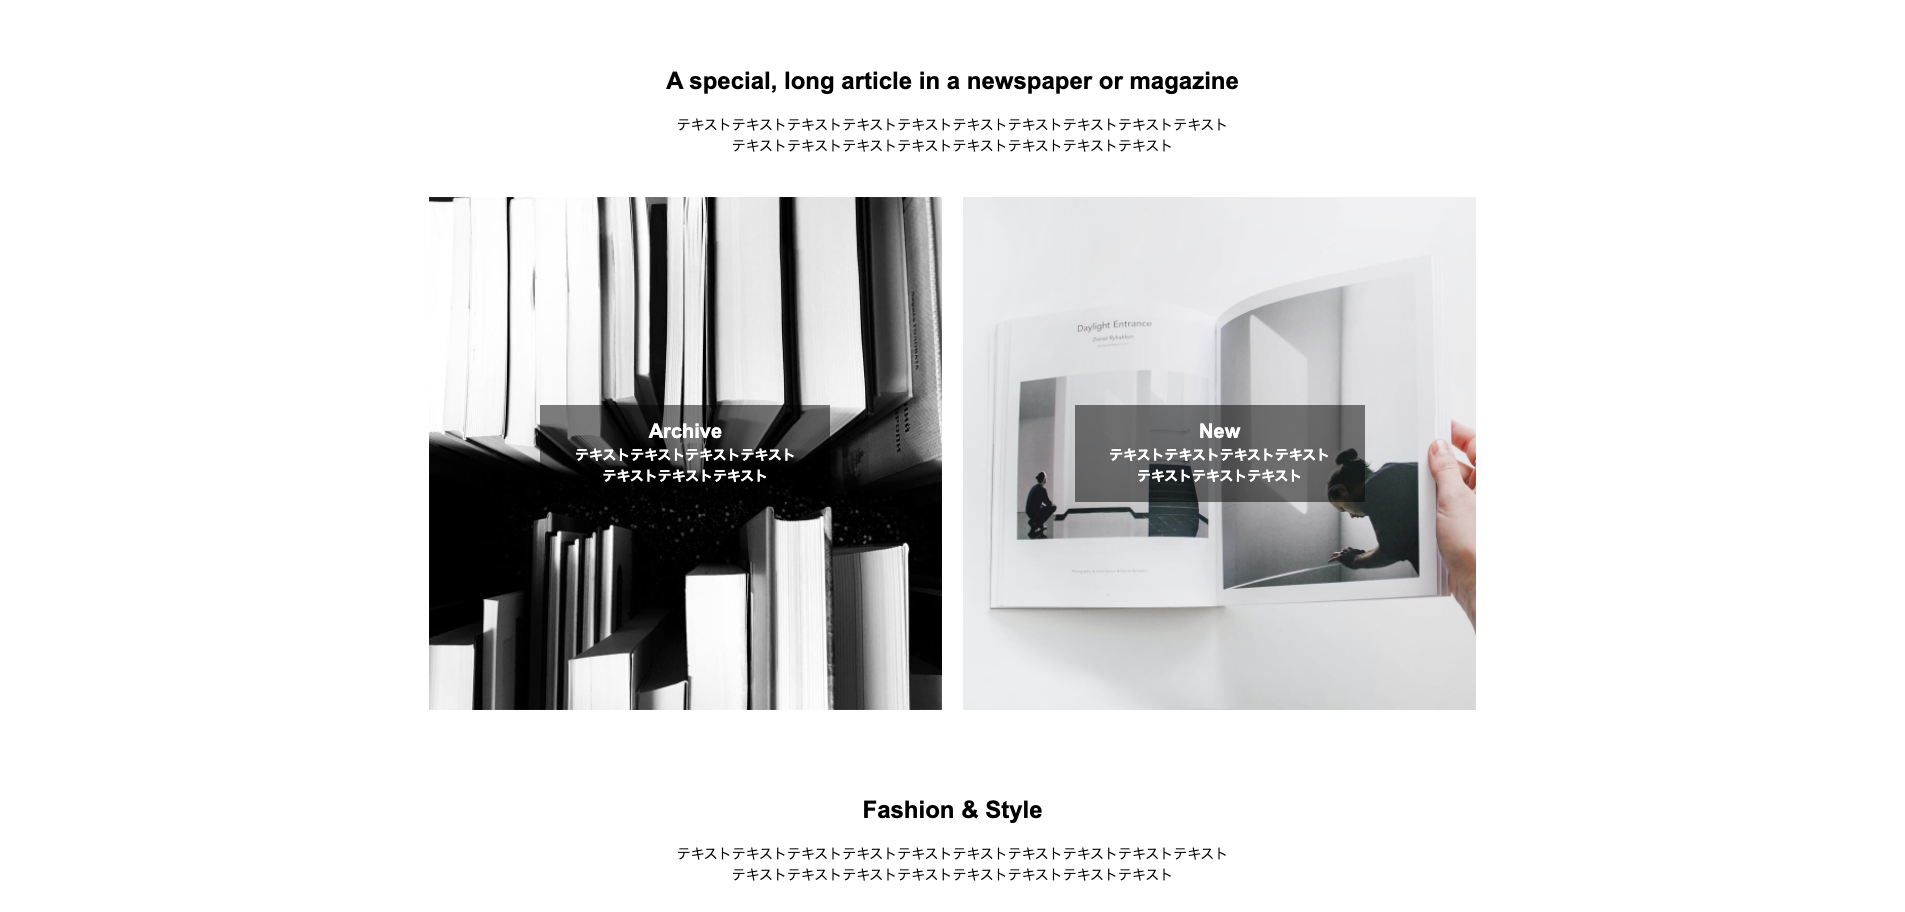 A special, long article in a newspaper or magazine
テキストテキストテキストテキストテキストテキストテキストテキストテキストテキスト
テキストテキストテキストテキストテキストテキストテキストテキスト
Archive
テキストテキストテキストテキスト
テキストテキストテキスト
Daylight Entrance
Daniel Rybakken
New
テキストテキストテキストテキスト
テキストテキストテキスト
Fashion & Style
テキストテキストテキストテキストテキストテキストテキストテキストテキストテキスト
テキストテキストテキストテキストテキストテキストテキストテキスト